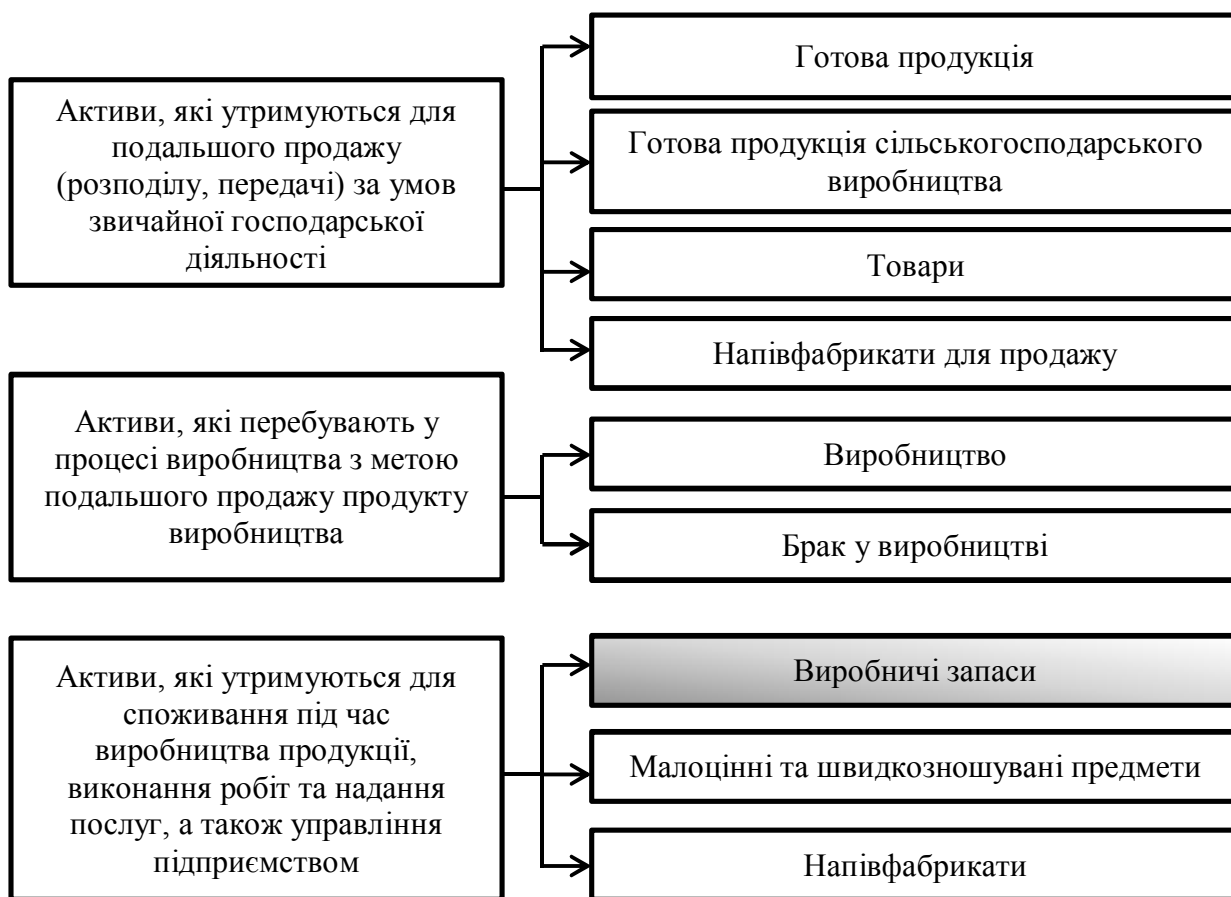 Активи, які утримуються для
подальшого продажу
(розподілу, передачі) за умов
звичайної господарської
діяльності
Готова продукція
Готова продукція сільськогосподарського
виробництва
Товари
Напівфабрикати для продажу
Активи, які перебувають у
процесі виробництва з метою
подальшого продажу продукту
виробництва
Виробництво
Брак у виробництві
Активи, які утримуються для
споживання під час
виробництва продукції,
виконання робіт та надання
послуг, а також управління
підприємством
Виробничі запаси
Малоцінні та швидкозношувані предмети
Напівфабрикати